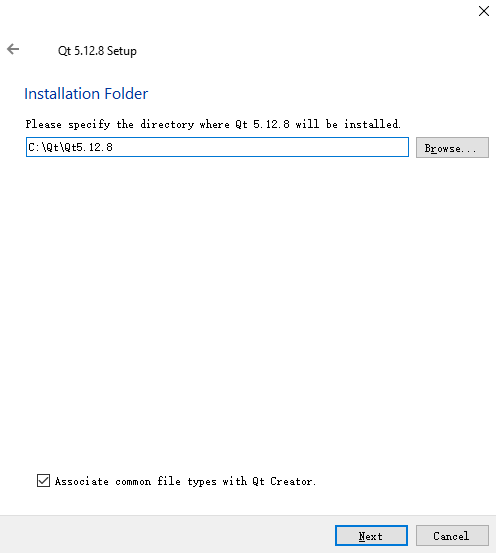 Qt 5.12.8 Setup
Installation Folder
Please specify the directory where Qt 5.12.8 will be installed.
C:\Qt\Qt5.12.8
Browse...
Associate common file types with Qt Creator.
Next
Cancel